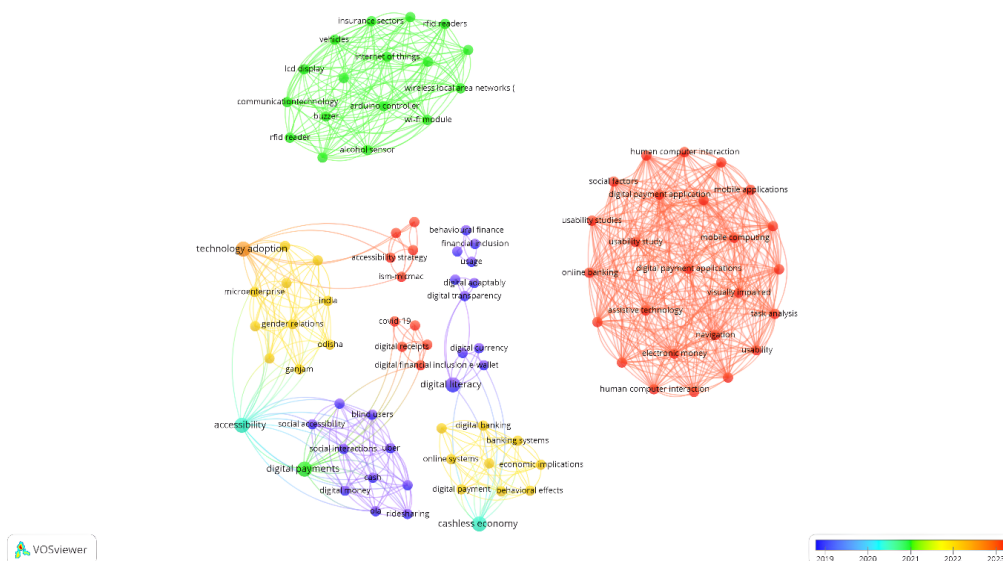 insurance sectors
rfid readers
vehicles
internet of things
lcd display
wireless local area networks (
communicationtechnology
arduino controller
buzzer
wi-fi module
rfid reader
alcohol sensor
human computer interaction
social factors
digital payment application
mobile applications
usability studies
usability study
mobile computing
online banking
digital payment applications
visually impaired
assistive technology
task analysis
navigation
electronic money
usability
human computer interaction
technology adoption
accessibility strategy
ism-micmac
microenterprise
india
gender relations
odisha
ganjam
behavioural finance
financial inclusion
usage
digital adaptably
digital transparency
covid-19
digital receipts
digital financial inclusion
digital currency
e-wallet
digital literacy
accessibility
social accessibility
blind users
social interactions
uber
digital payments
cash
digital money
ola
ridesharing
digital banking
banking systems
online systems
economic implications
digital payment
behavioral effects
cashless economy
VOSviewer
2019 2020 2021 2022 2023